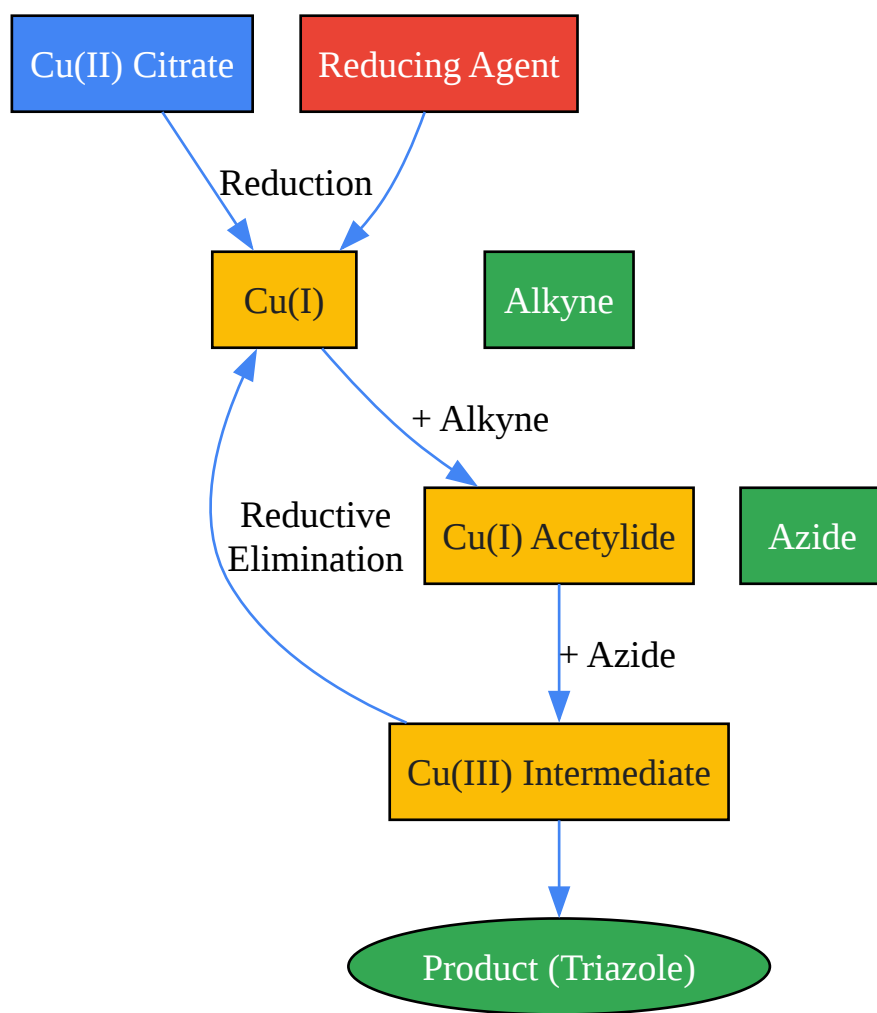 Cu(II) Citrate
Reducing Agent
Reduction
Cu(I)
Alkyne
+ Alkyne
Reductive
Elimination
Cu(I) Acetylide
Azide
+ Azide
Cu(III) Intermediate
Product (Triazole)